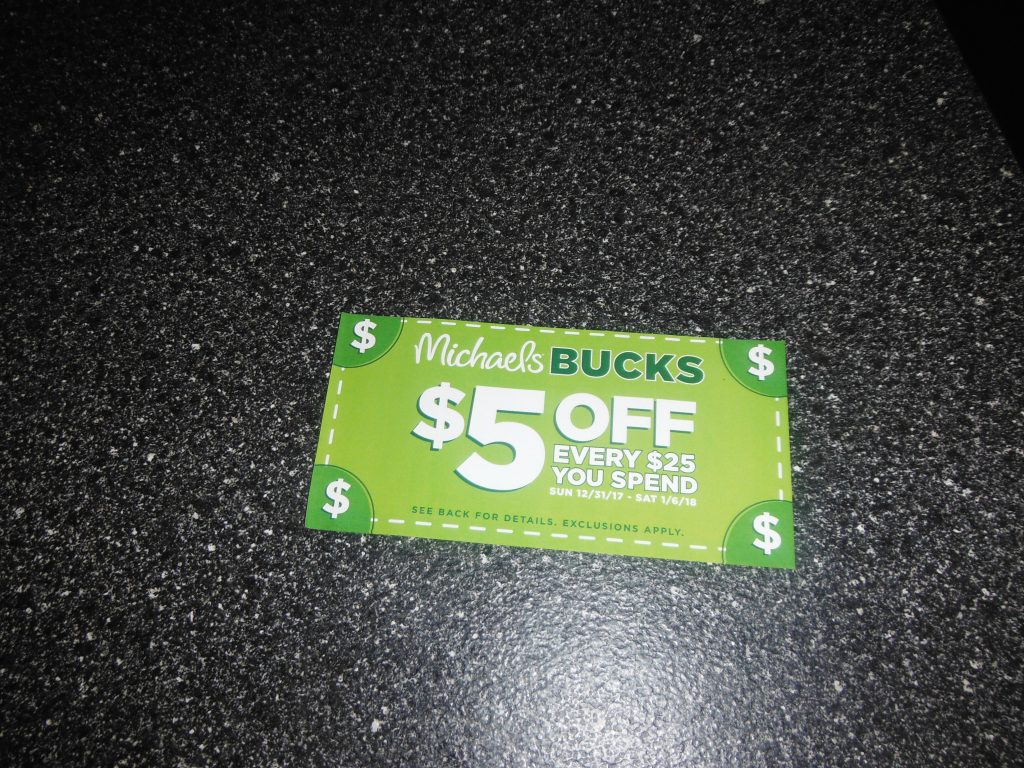 $ $
Michaels BUCKS
$5 OFF
EVERY $25
YOU SPEND
SUN 12/31/17 - SAT 1/6/18
$ $
SEE BACK FOR DETAILS. EXCLUSIONS APPLY.